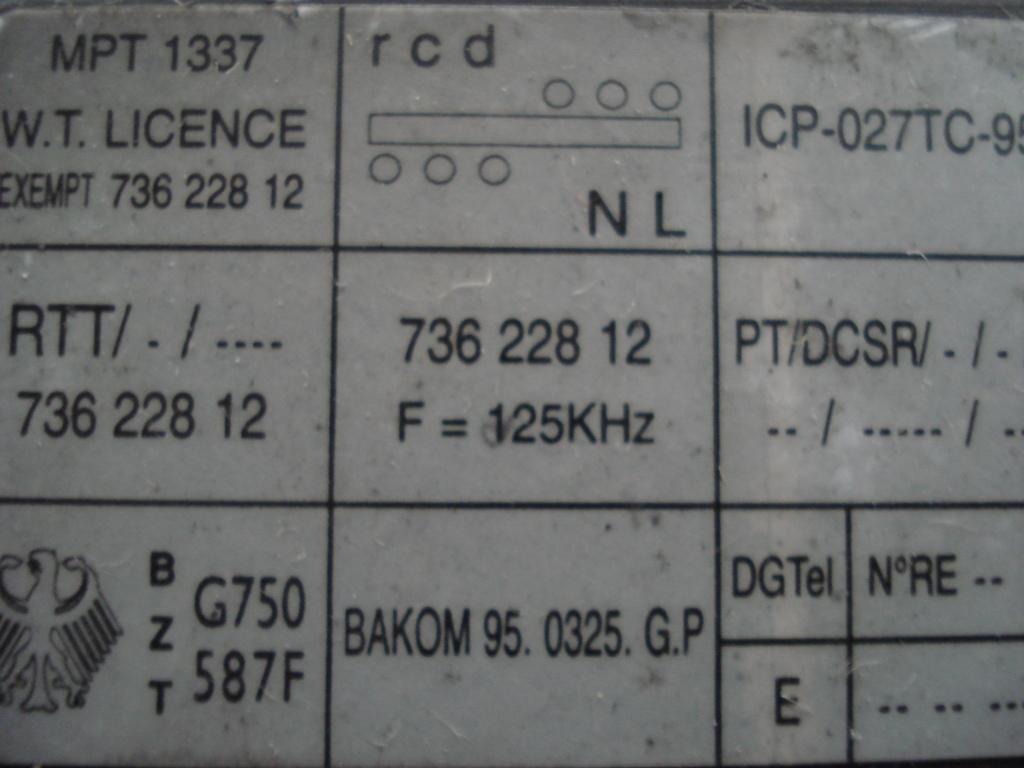 MPT 1337
W.T. LICENCE
EXEMPT 736 228 12
r c d
N L
ICP-027TC-95
RTT/ . / ----
736 228 12
736 228 12
F = 125KHz
PT/DCSR/ . / .
-- / ----- / --
B
Z
T
G750
587F
BAKOM 95. 0325. G.P
DGTel
N°RE --
E
-- -- ---